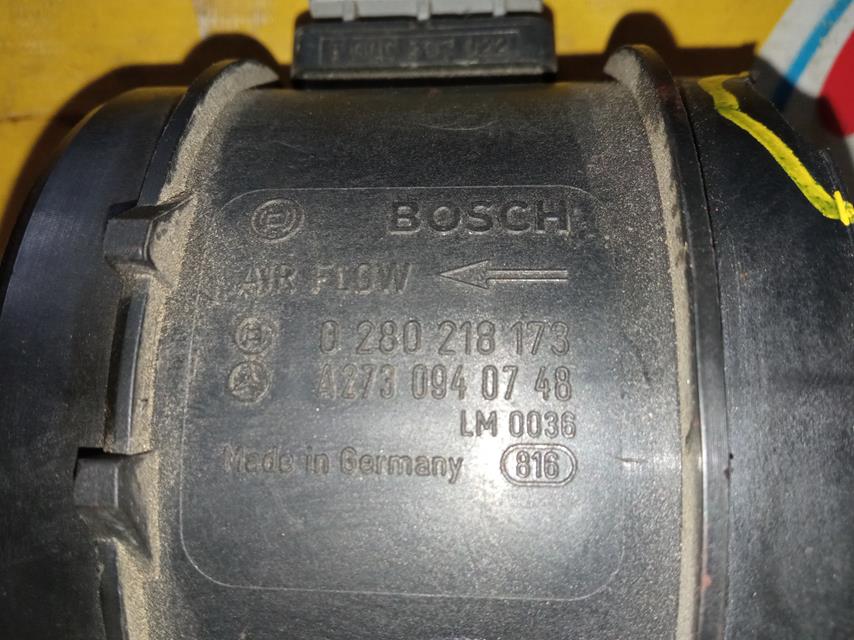 BOSCH
AIR FLOW
0 280 218 173
A273 094 07 48
LM 0036
Made in Germany 816